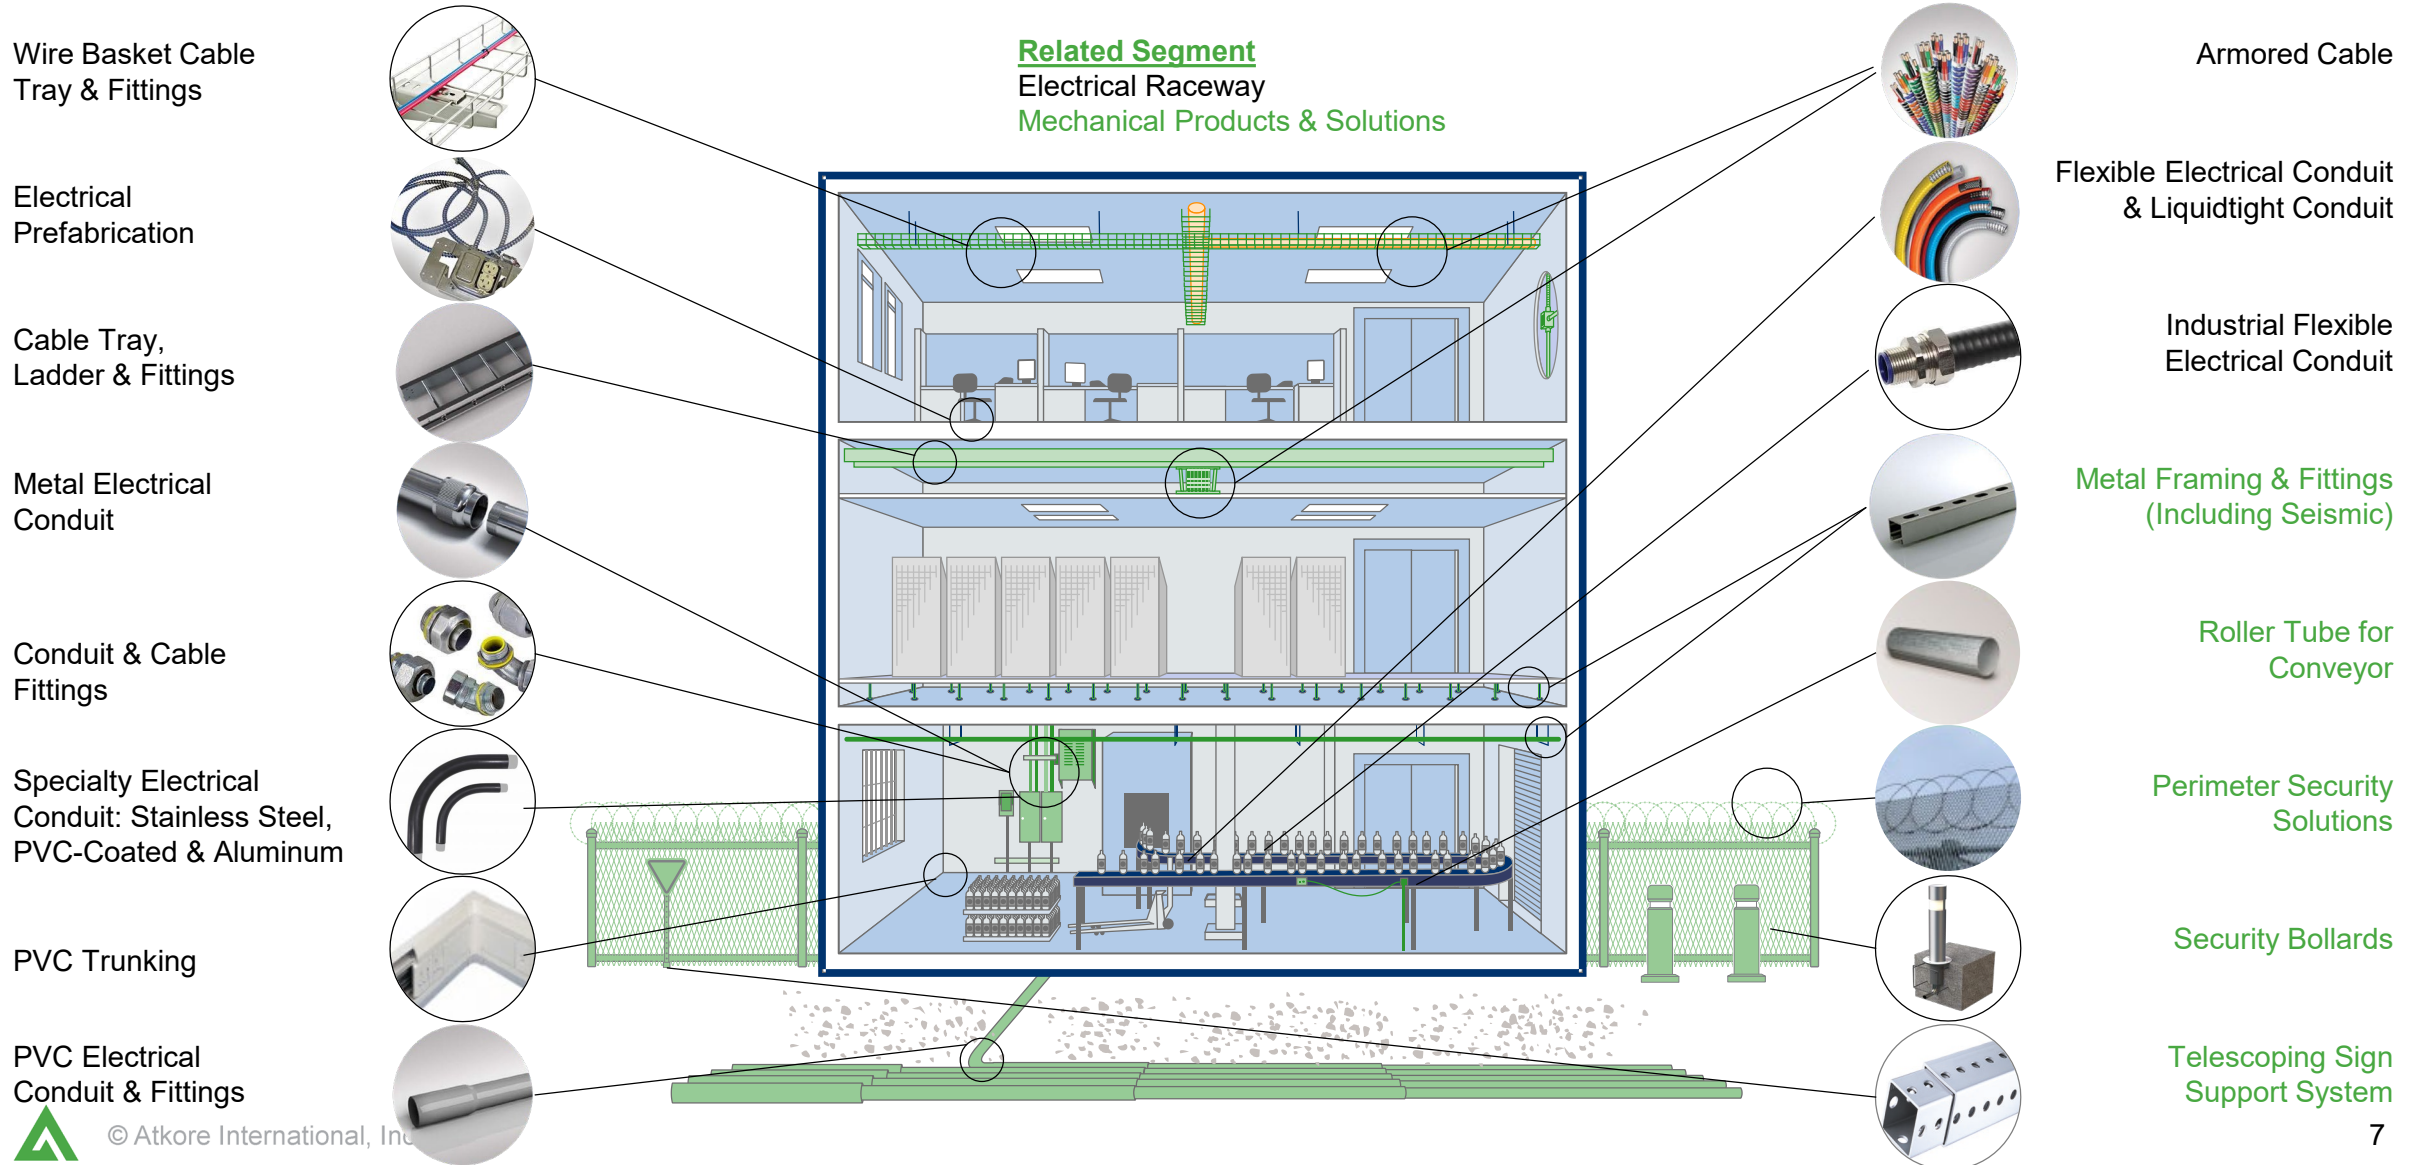 Wire Basket Cable
Tray & Fittings
Electrical
Prefabrication
Cable Tray,
Ladder & Fittings
Metal Electrical
Conduit
Conduit & Cable
Fittings
Specialty Electrical
Conduit: Stainless Steel,
PVC-Coated & Aluminum
PVC Trunking
PVC Electrical
Conduit & Fittings
Related Segment
Electrical Raceway
Mechanical Products & Solutions
Armored Cable
Flexible Electrical Conduit
& Liquidtight Conduit
Industrial Flexible
Electrical Conduit
Metal Framing & Fittings
(Including Seismic)
Roller Tube for
Conveyor
Perimeter Security
Solutions
Security Bollards
Telescoping Sign
Support System
© Atkore International, Inc
7